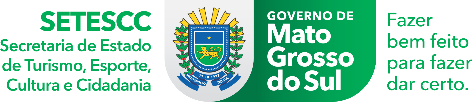 SETESCC
Secretaria de Estado
de Turismo, Esporte,
Cultura e Cidadania
GOVERNO DE
Mato
Grosso
do Sul
Fazer
bem feito
para fazer
dar certo.